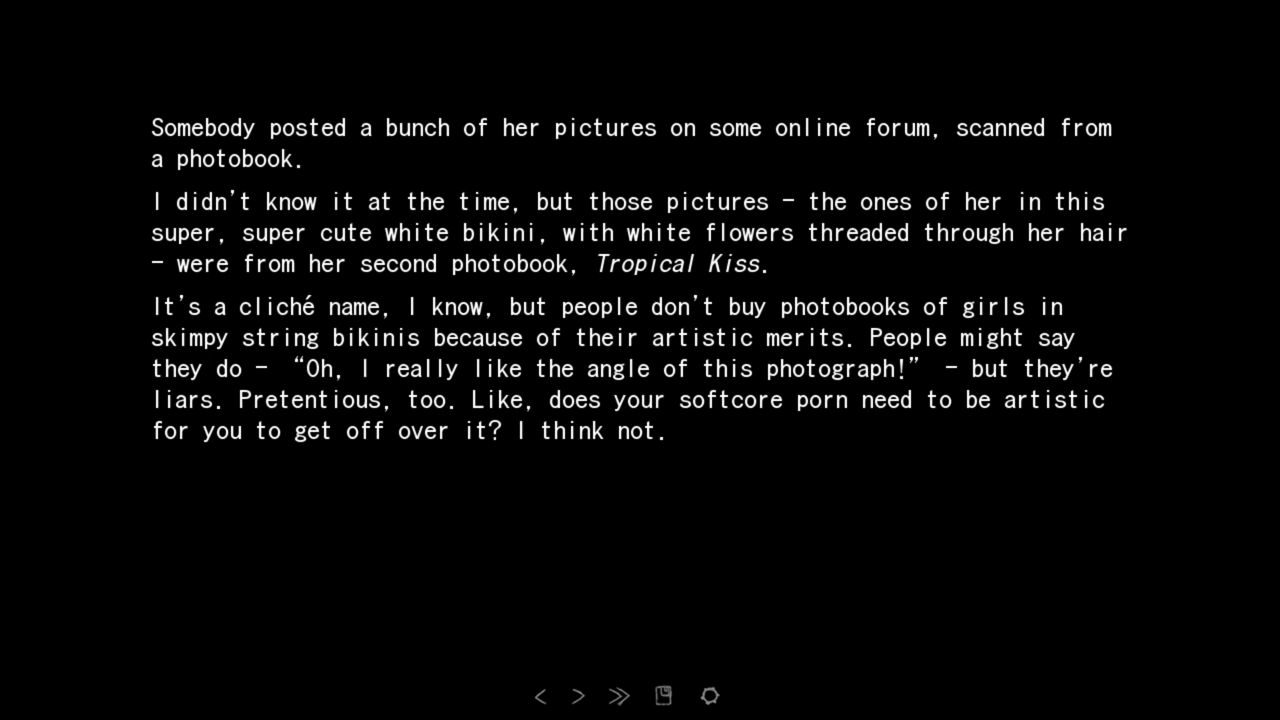 Somebody posted a bunch of her pictures on some online forum, scanned from
a photobook.
I didn’t know it at the time, but those pictures – the ones of her in this
super, super cute white bikini, with white flowers threaded through her hair
– were from her second photobook, Tropical Kiss.
It’s a cliché name, I know, but people don’t buy photobooks of girls in
skimpy string bikinis because of their artistic merits. People might say
they do – “Oh, I really like the angle of this photograph!” – but they’re
liars. Pretentious, too. Like, does your softcore porn need to be artistic
for you to get off over it? I think not.